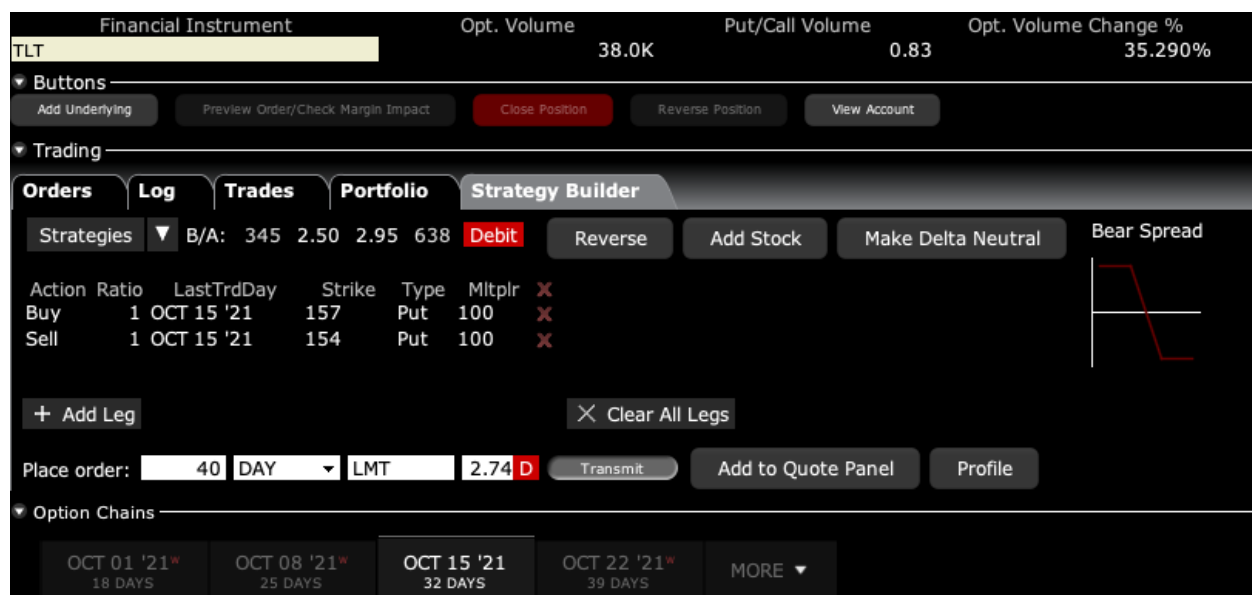 Financial Instrument Opt. Volume Put/Call Volume Opt. Volume Change %
TLT 38.0K 0.83 35.290%
Buttons
Add Underlying Preview Order/Check Margin Impact Close Position Reverse Position View Account
Trading
Orders Log Trades Portfolio Strategy Builder
Strategies ▼ B/A: 345 2.50 2.95 638 Debit Reverse Add Stock Make Delta Neutral Bear Spread
Action Ratio LastTrdDay Strike Type Mltplr X
Buy 1 OCT 15 '21 157 Put 100 X
Sell 1 OCT 15 '21 154 Put 100 X
+ Add Leg X Clear All Legs
Place order: 40 DAY LMT 2.74 D Transmit Add to Quote Panel Profile
Option Chains
OCT 01 '21W OCT 08 '21W OCT 15 '21 OCT 22 '21W MORE ▼
18 DAYS 25 DAYS 32 DAYS 39 DAYS